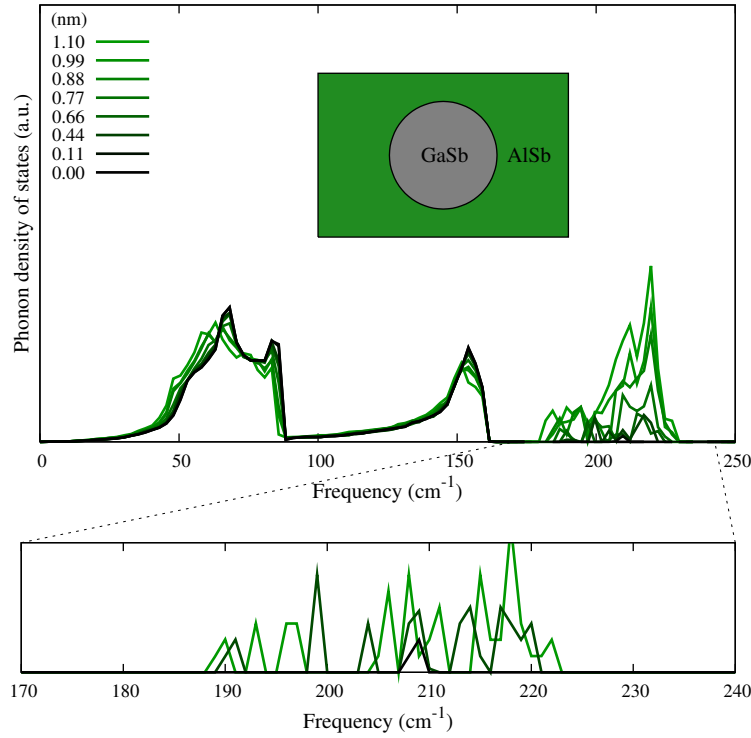 (nm)
1.10
0.99
0.88
0.77
0.66
0.44
0.11
0.00
GaSb AlSb
Phonon density of states (a.u.)
0 50 100 150 200 250
Frequency (cm⁻¹)
170 180 190 200 210 220 230 240
Frequency (cm⁻¹)